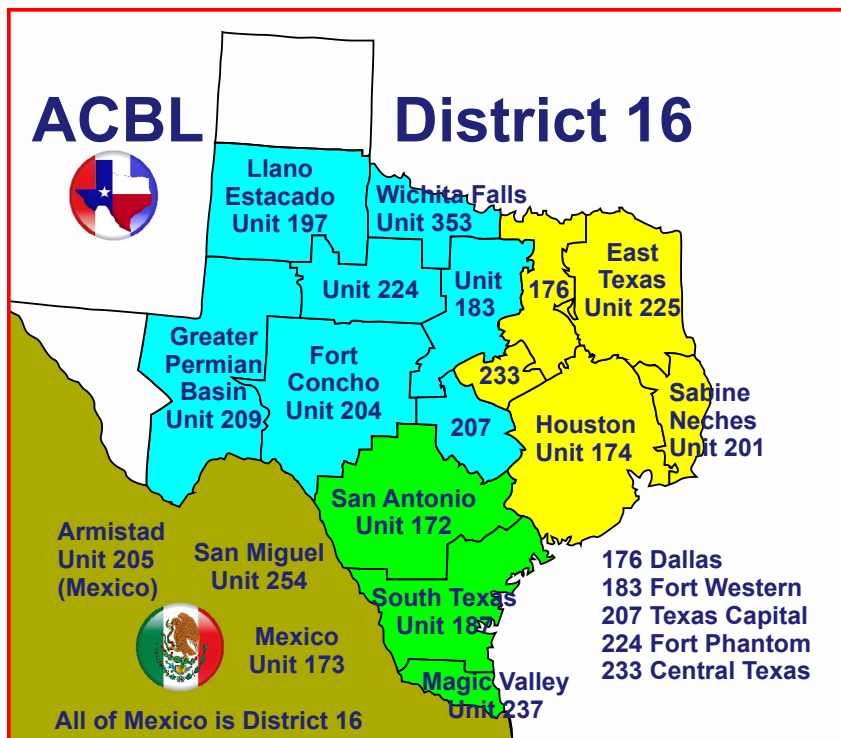 ACBL District 16
Llano
Estacado
Unit 197
Wichita Falls
Unit 353
East
Texas
Unit 225
Unit 224
Unit
183
176
Greater
Permian
Basin
Unit 209
Fort
Concho
Unit 204
233
207
Houston
Unit 174
Sabine
Neches
Unit 201
San Antonio
Unit 172
Armistad
Unit 205
(Mexico)
San Miguel
Unit 254
South Texas
Unit 187
Mexico
Unit 173
Magic Valley
Unit 237
176 Dallas
183 Fort Western
207 Texas Capital
224 Fort Phantom
233 Central Texas
All of Mexico is District 16